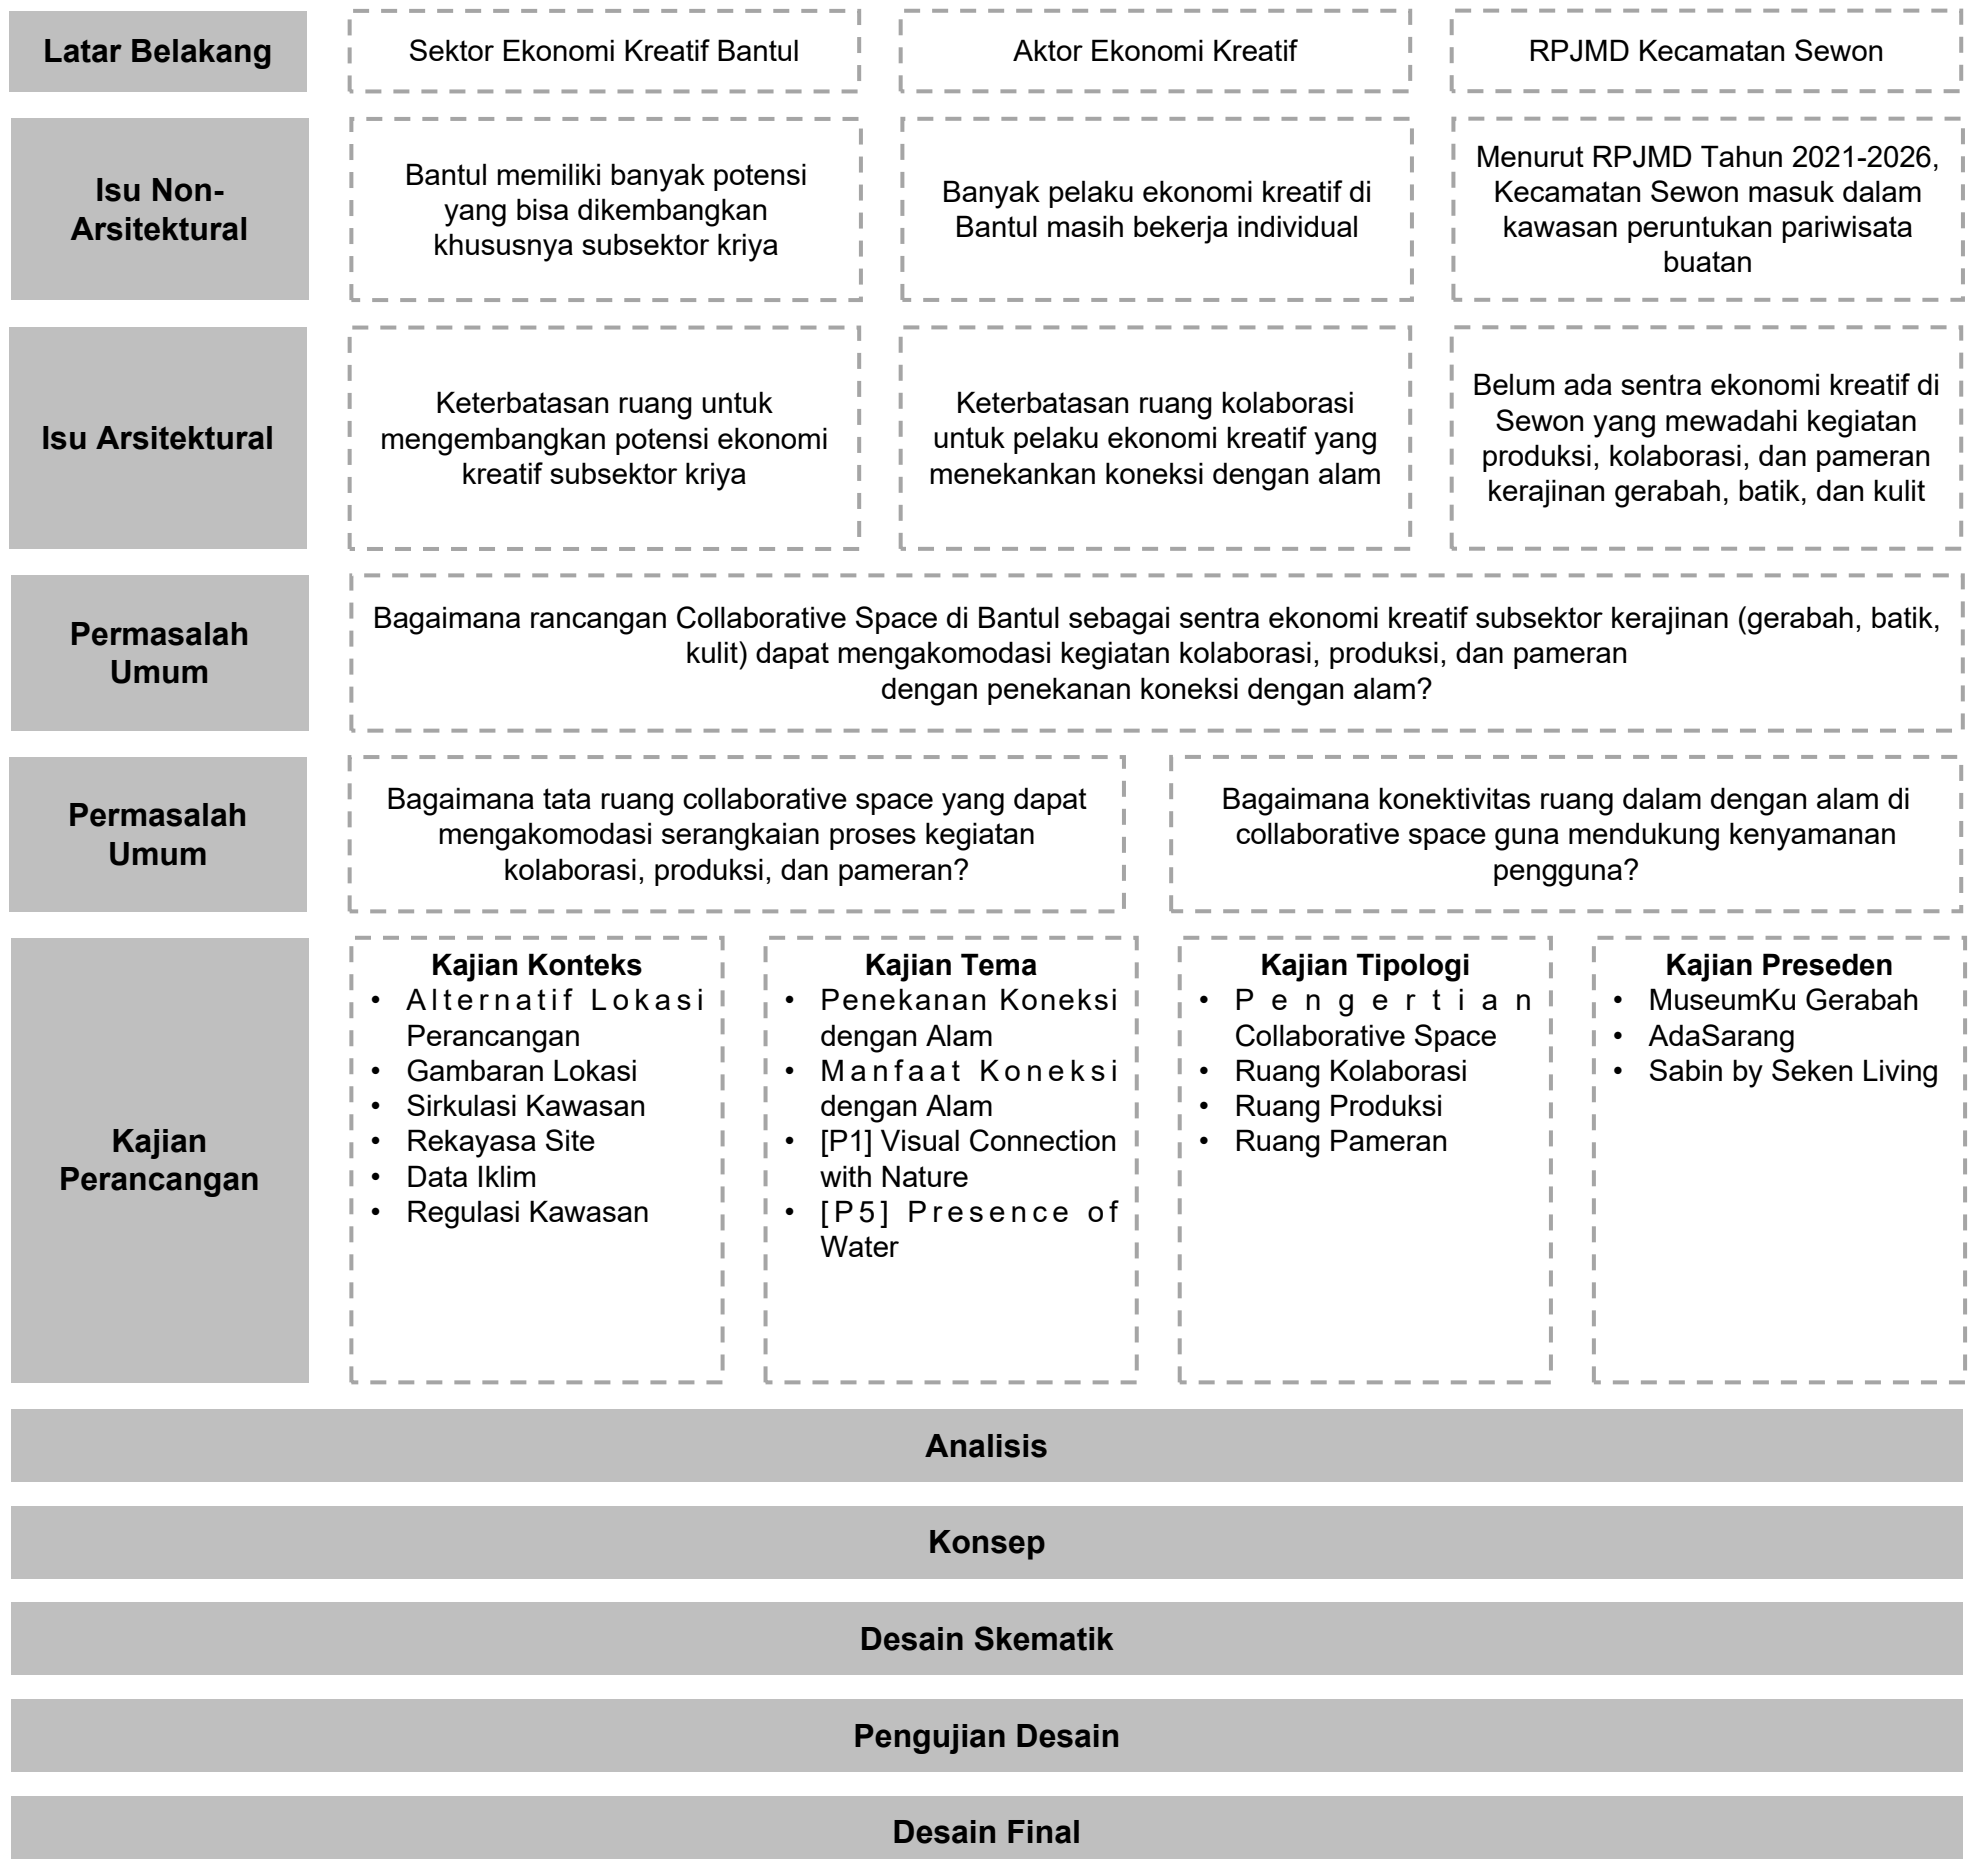 Latar Belakang
Sektor Ekonomi Kreatif Bantul
Aktor Ekonomi Kreatif
RPJMD Kecamatan Sewon
Isu Non-
Arsitektural
Bantul memiliki banyak potensi
yang bisa dikembangkan
khususnya subsektor kriya
Banyak pelaku ekonomi kreatif di
Bantul masih bekerja individual
Menurut RPJMD Tahun 2021-2026,
Kecamatan Sewon masuk dalam
kawasan peruntukan pariwisata
buatan
Isu Arsitektural
Keterbatasan ruang untuk
mengembangkan potensi ekonomi
kreatif subsektor kriya
Keterbatasan ruang kolaborasi
untuk pelaku ekonomi kreatif yang
menekankan koneksi dengan alam
Belum ada sentra ekonomi kreatif di
Sewon yang mewadahi kegiatan
produksi, kolaborasi, dan pameran
kerajinan gerabah, batik, dan kulit
Permasalah
Umum
Bagaimana rancangan Collaborative Space di Bantul sebagai sentra ekonomi kreatif subsektor kerajinan (gerabah, batik,
kulit) dapat mengakomodasi kegiatan kolaborasi, produksi, dan pameran
dengan penekanan koneksi dengan alam?
Permasalah
Umum
Bagaimana tata ruang collaborative space yang dapat
mengakomodasi serangkaian proses kegiatan
kolaborasi, produksi, dan pameran?
Bagaimana konektivitas ruang dalam dengan alam di
collaborative space guna mendukung kenyamanan
pengguna?
Kajian
Perancangan
Kajian Konteks
• Alternatif Lokasi
Perancangan
• Gambaran Lokasi
• Sirkulasi Kawasan
• Rekayasa Site
• Data Iklim
• Regulasi Kawasan
Kajian Tema
• Penekanan Koneksi
dengan Alam
• Manfaat Koneksi
dengan Alam
• [P1] Visual Connection
with Nature
• [P5] Presence of
Water
Kajian Tipologi
• Pengertian
Collaborative Space
• Ruang Kolaborasi
• Ruang Produksi
• Ruang Pameran
Kajian Preseden
• MuseumKu Gerabah
• AdaSarang
• Sabin by Seken Living
Analisis
Konsep
Desain Skematik
Pengujian Desain
Desain Final